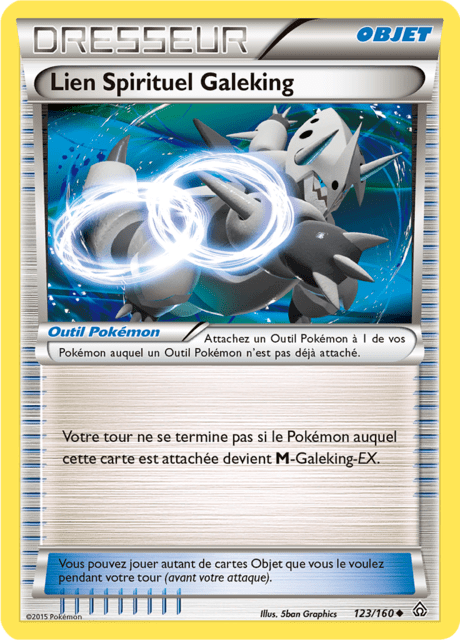 DRESSEUR
OBJET
Lien Spirituel Galeking
Outil Pokémon
Attachez un Outil Pokémon à 1 de vos
Pokémon auquel un Outil Pokémon n'est pas déjà attaché.
Votre tour ne se termine pas si le Pokémon auquel
cette carte est attachée devient M-Galeking-EX.
Vous pouvez jouer autant de cartes Objet que vous le voulez
pendant votre tour (avant votre attaque).
©2015 Pokémon
Illus. 5ban Graphics
123/160